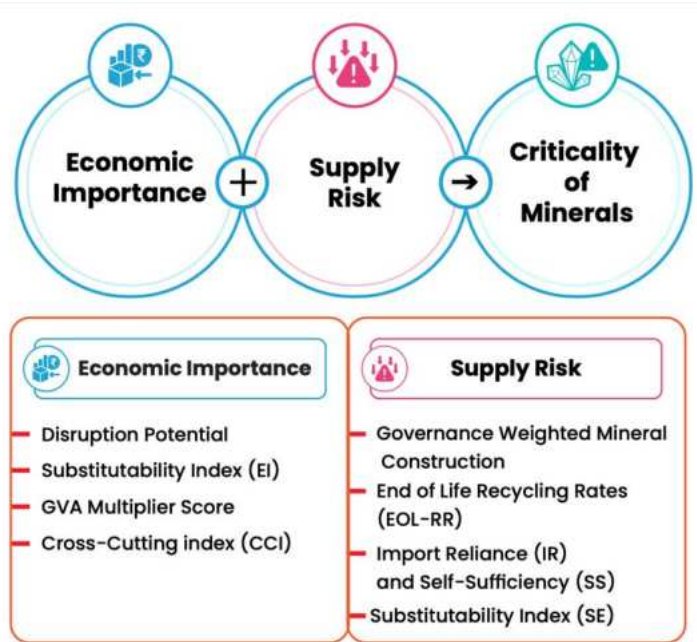 Economic
Importance
+
Supply
Risk
→
Criticality
of
Minerals
Economic Importance
Disruption Potential
Substitutability Index (EI)
GVA Multiplier Score
Cross-Cutting index (CCI)
Supply Risk
Governance Weighted Mineral
Construction
End of Life Recycling Rates
(EOL-RR)
Import Reliance (IR)
and Self-Sufficiency (SS)
Substitutability Index (SE)